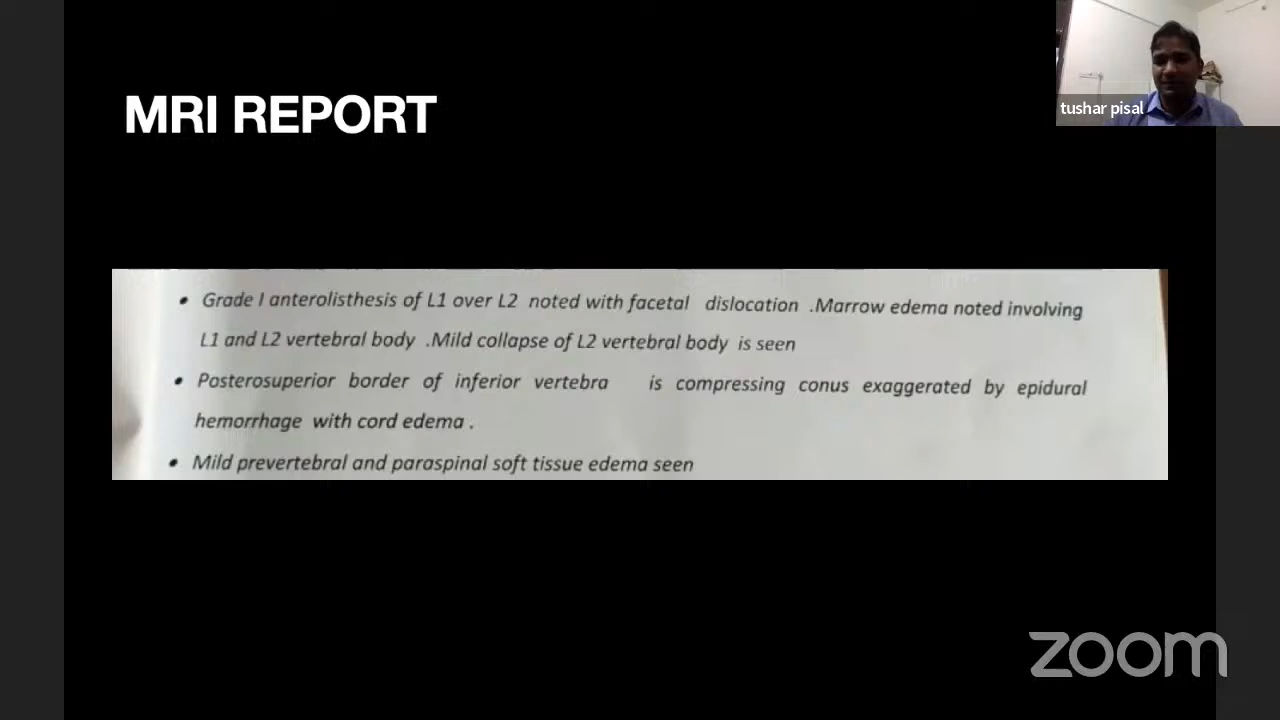 MRI REPORT
tushar pisal
• Grade I anterolisthesis of L1 over L2 noted with facetal dislocation .Marrow edema noted involving
L1 and L2 vertebral body .Mild collapse of L2 vertebral body is seen
• Posterosuperior border of inferior vertebra is compressing conus exaggerated by epidural
hemorrhage with cord edema .
• Mild prevertebral and paraspinal soft tissue edema seen
zoom